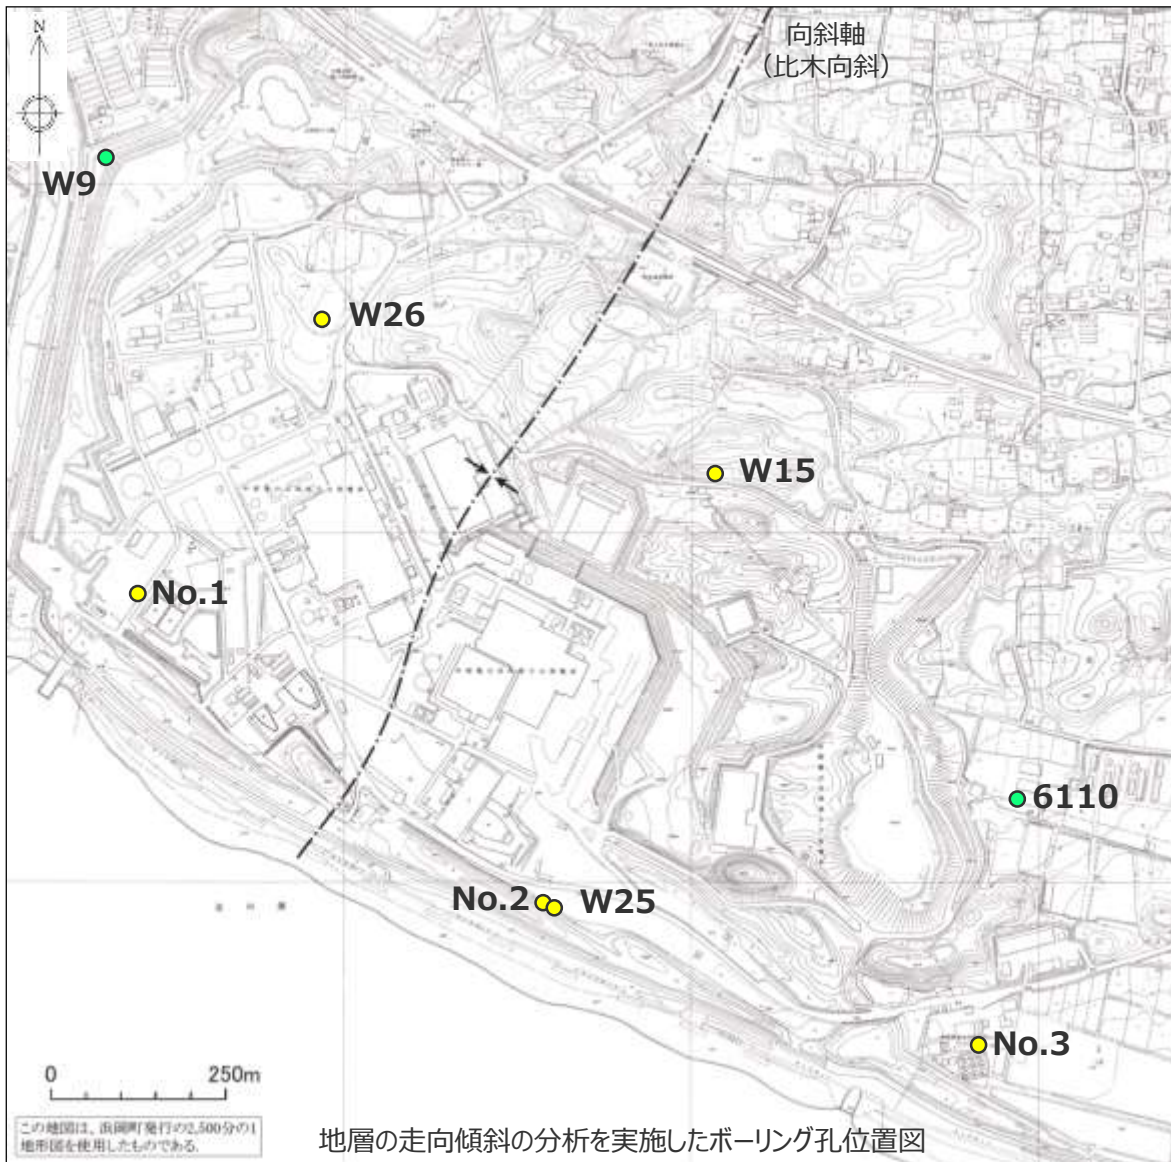 向斜軸
（比木向斜）
N
W9
W26
W15
No.1
6110
No.2
W25
No.3
0 250m
この地図は、浜岡町発行の2,500分の1
地形図を使用したものである。
地層の走向傾斜の分析を実施したボーリング孔位置図